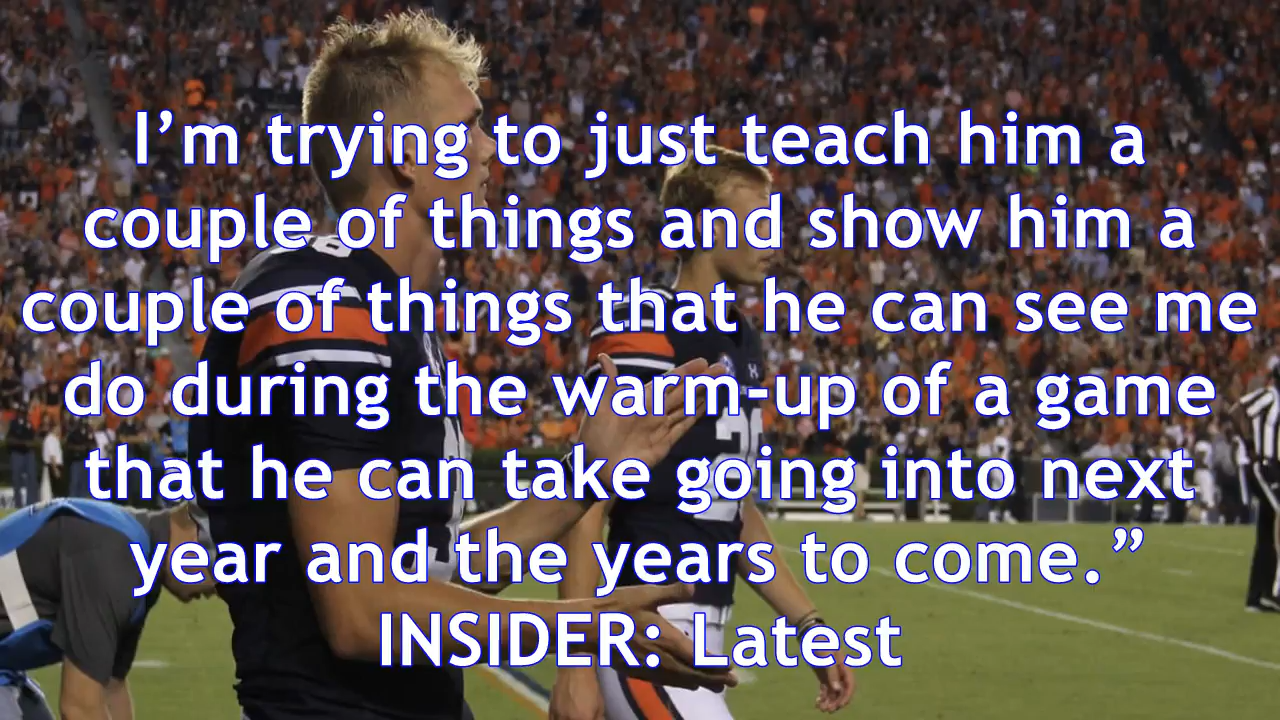 I’m trying to just teach him a
couple of things and show him a
couple of things that he can see me
do during the warm-up of a game
that he can take going into next
year and the years to come.”
INSIDER: Latest